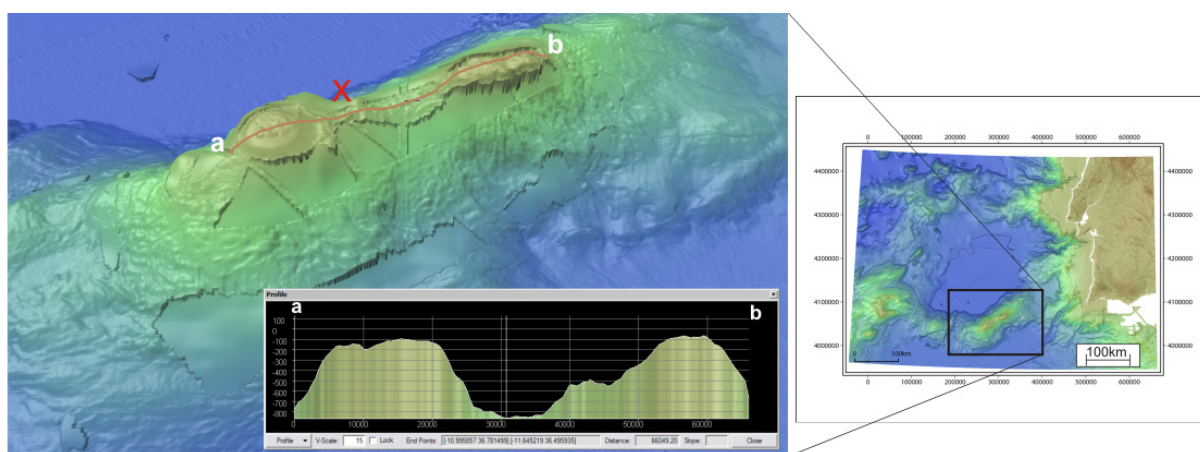 a
X
b
Profile
x
a
b
100
0
-100
-200
-300
-400
-500
-600
-700
-800
0
10000
20000
30000
40000
50000
60000
Profile
V-Scale:
15
Lock
End Points:
[-10.995057 36.701499] [-11.645219 36.495935]
Distance:
66049.20
Slope:
Close
0 100000 200000 300000 400000 500000 600000
4400000
4300000
4200000
4100000
4000000
4400000
4300000
4200000
4100000
4000000
0 100km
100km
0 100000 200000 300000 400000 500000 600000